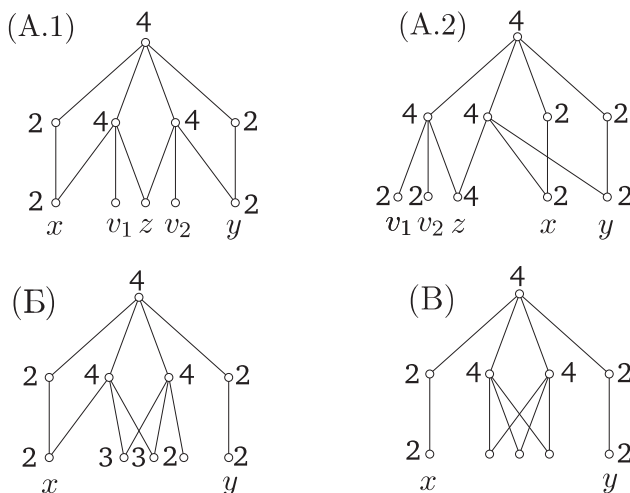 (А.1) 4
2 4 4 2
2 2
x v₁ z v₂ y
(А.2) 4
4 4 2 2
2 2 4 2 2
v₁ v₂ z x y
(Б) 4
2 4 4 2
2 3 3 2 2
x y
(В) 4
2 4 4 2
2 2
x y